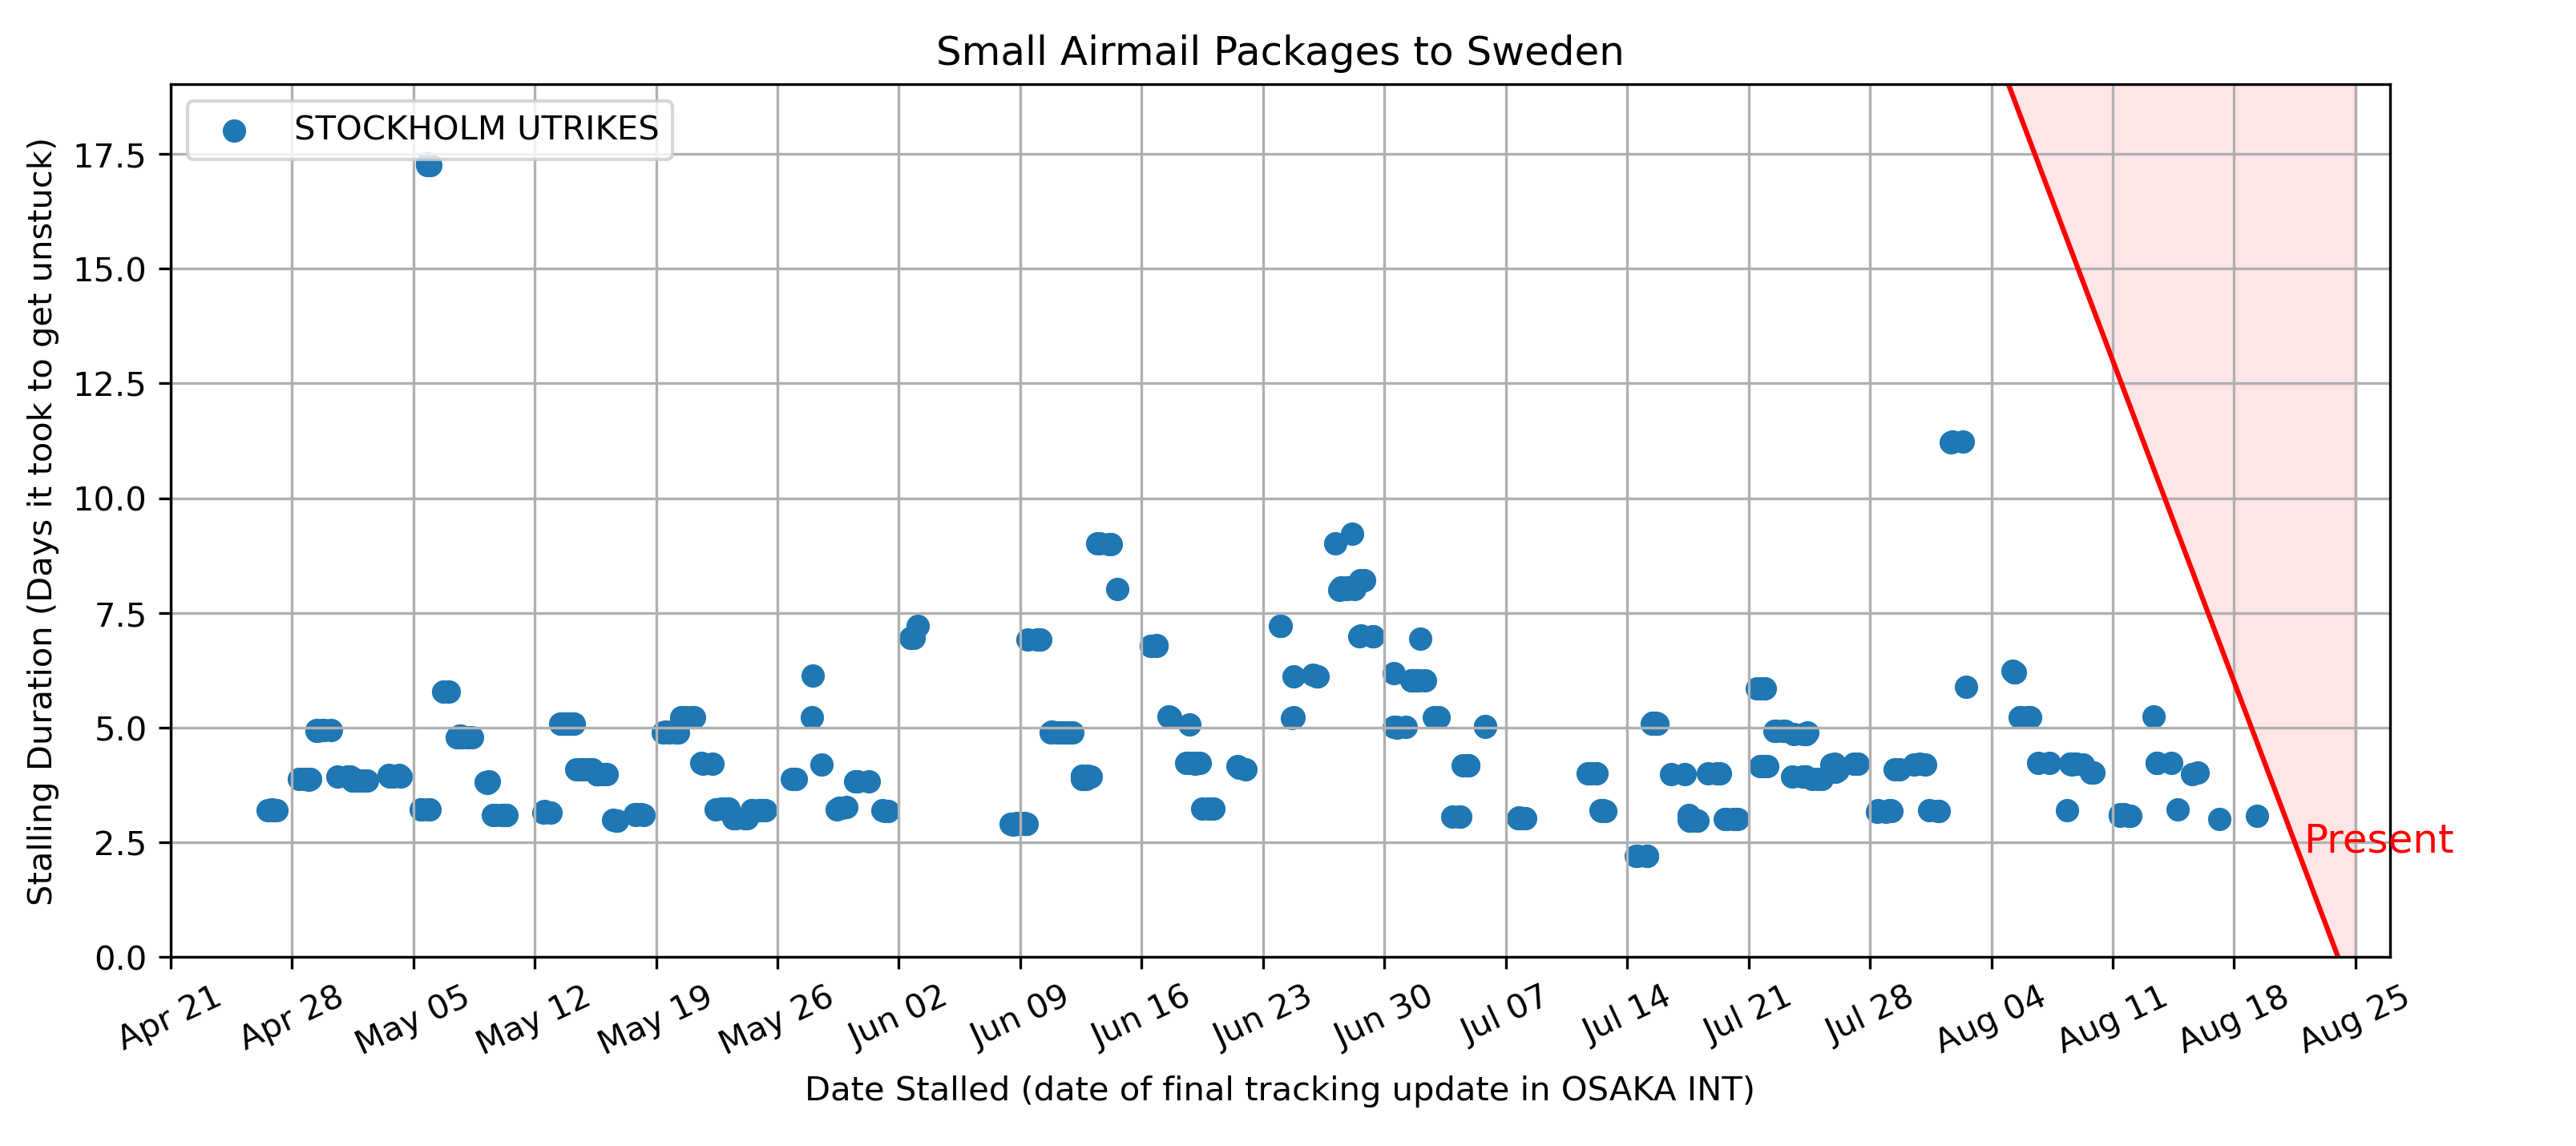 Small Airmail Packages to Sweden
STOCKHOLM UTRIKES
Stalling Duration (Days it took to get unstuck)
17.5
15.0
12.5
10.0
7.5
5.0
2.5
0.0
Present
Apr 21
Apr 28
May 05
May 12
May 19
May 26
Jun 02
Jun 09
Jun 16
Jun 23
Jun 30
Jul 07
Jul 14
Jul 21
Jul 28
Aug 04
Aug 11
Aug 18
Aug 25
Date Stalled (date of final tracking update in OSAKA INT)